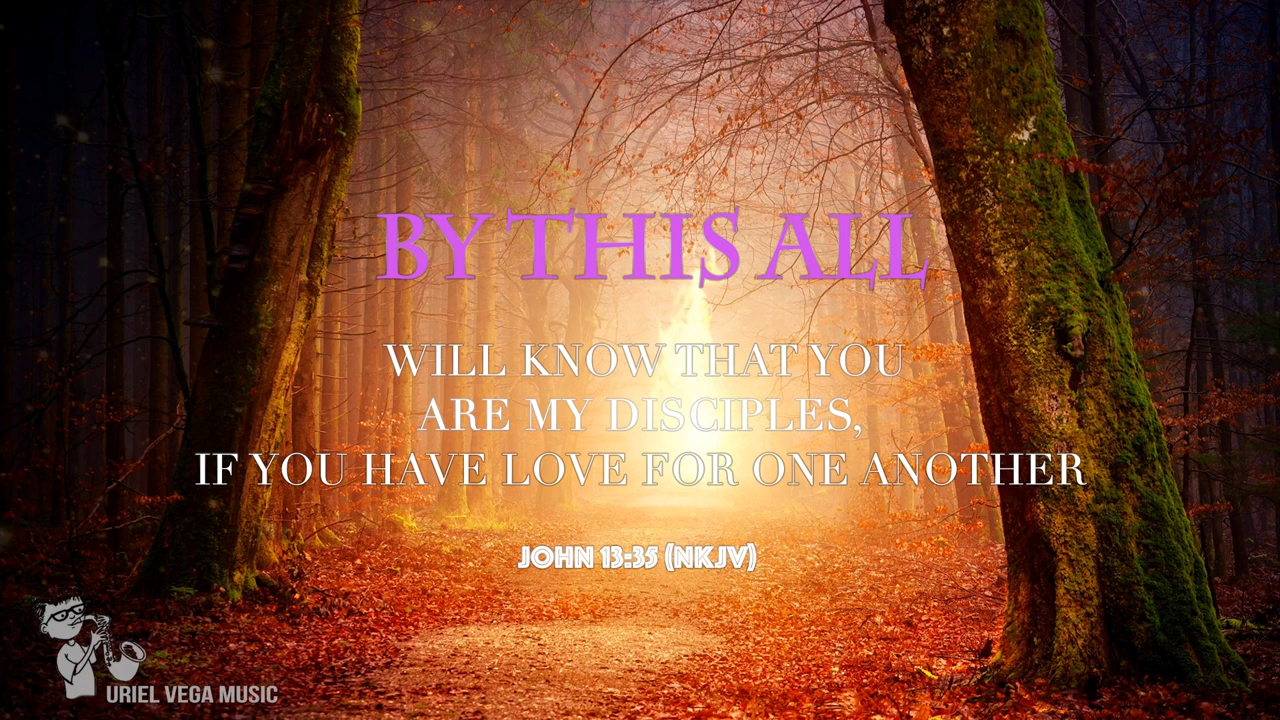 BY THIS ALL
WILL KNOW THAT YOU
ARE MY DISCIPLES,
IF YOU HAVE LOVE FOR ONE ANOTHER
JOHN 13:35 (NKJV)
URIEL VEGA MUSIC